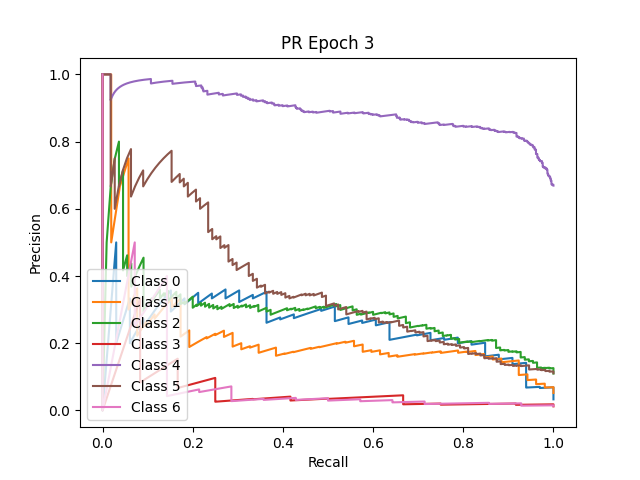 PR Epoch 3
Precision
1.0
0.8
0.6
0.4
0.2
0.0
Class 0
Class 1
Class 2
Class 3
Class 4
Class 5
Class 6
0.0 0.2 0.4 0.6 0.8 1.0
Recall